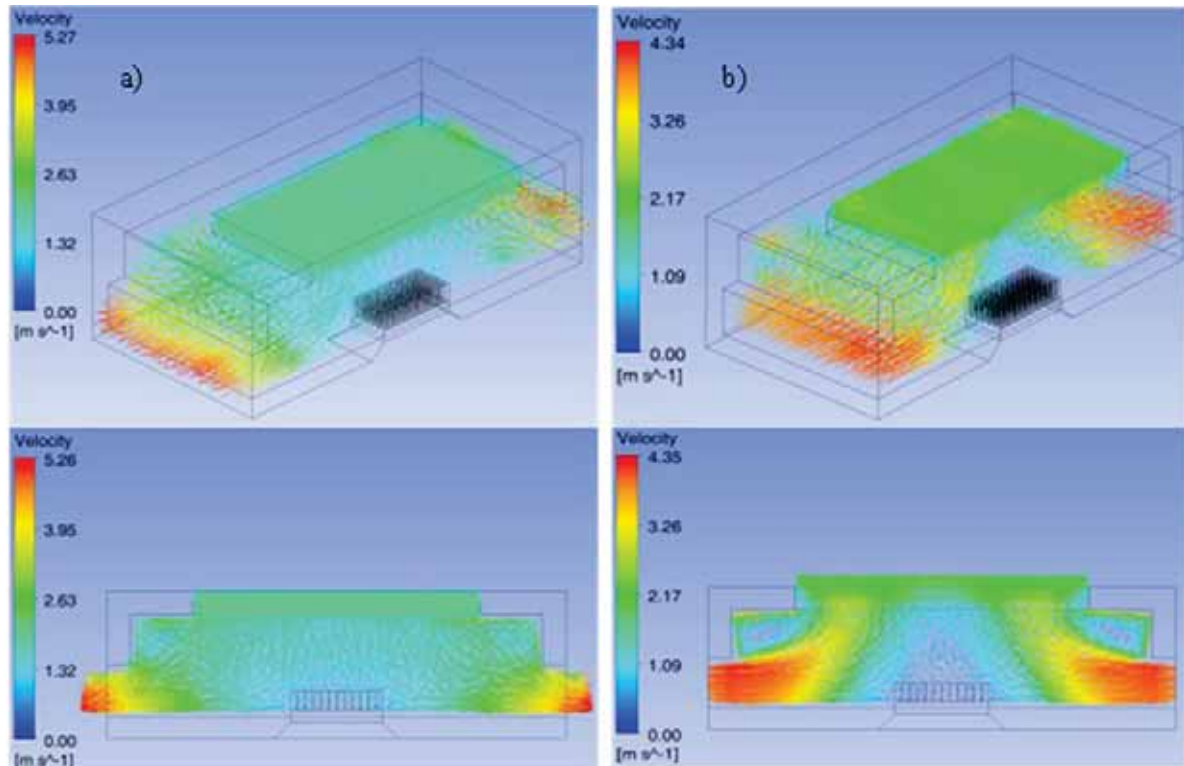 Velocity
5.27
3.95
2.63
1.32
0.00
[m s^-1]
a)
Velocity
4.34
3.26
2.17
1.09
0.00
[m s^-1]
b)
Velocity
5.26
3.95
2.63
1.32
0.00
[m s^-1]
Velocity
4.35
3.26
2.17
1.09
0.00
[m s^-1]